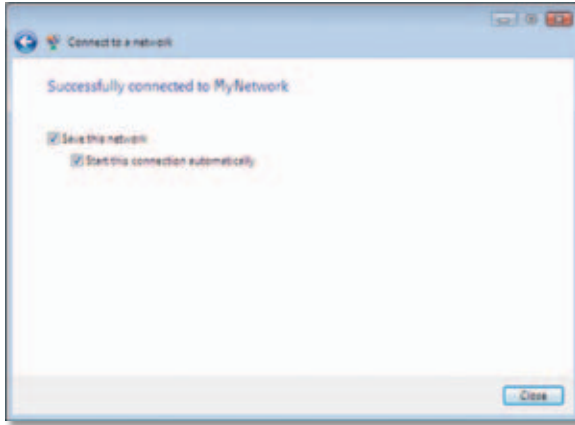 Connect to a network
Successfully connected to MyNetwork
Save this network
Start this connection automatically
Close